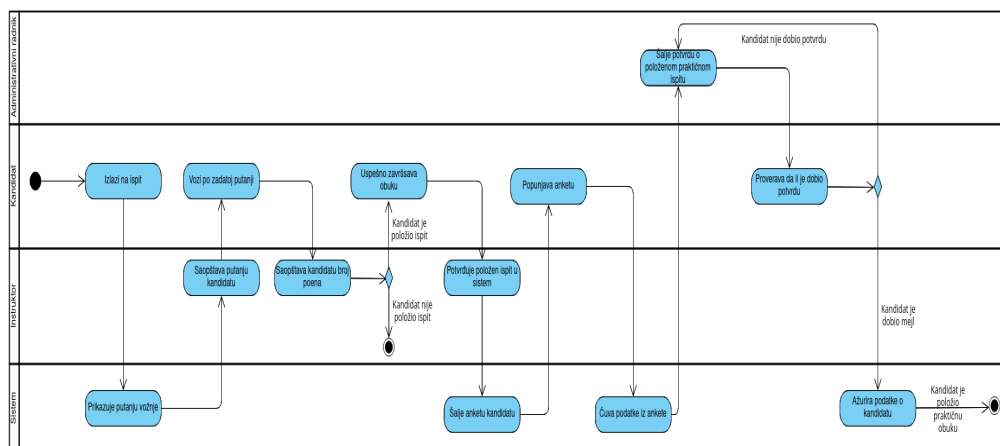 Administrativni radnik
Šalje potvrdu o
položenom praktičnom
ispitu
Kandidat nije dobio potvrdu
Kandidat
Izlazi na ispit
Vozi po zadatoj putanji
Uspešno završsava
obuku
Popunjava anketu
Proverava da li je dobio
potvrdu
Kandidat je
položio ispit
Instruktor
Saopštava putanju
kandidatu
Saopštava kandidatu broj
poena
Potvrđuje položen ispit u
sistem
Kandidat nije
položio ispit
Kandidat je
dobio mejl
Sistem
Prikazuje putanju vožnje
Šalje anketu kandidatu
Čuva podatke iz ankete
Ažurira podatke o
kandidatu
Kandidat je
položio
praktičnu
obuku